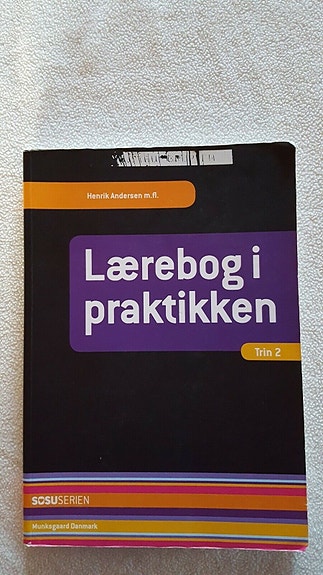 Henrik Andersen m.fl.
Lærebog i
praktikken
Trin 2
SOSUSERIEN
Munksgaard Danmark